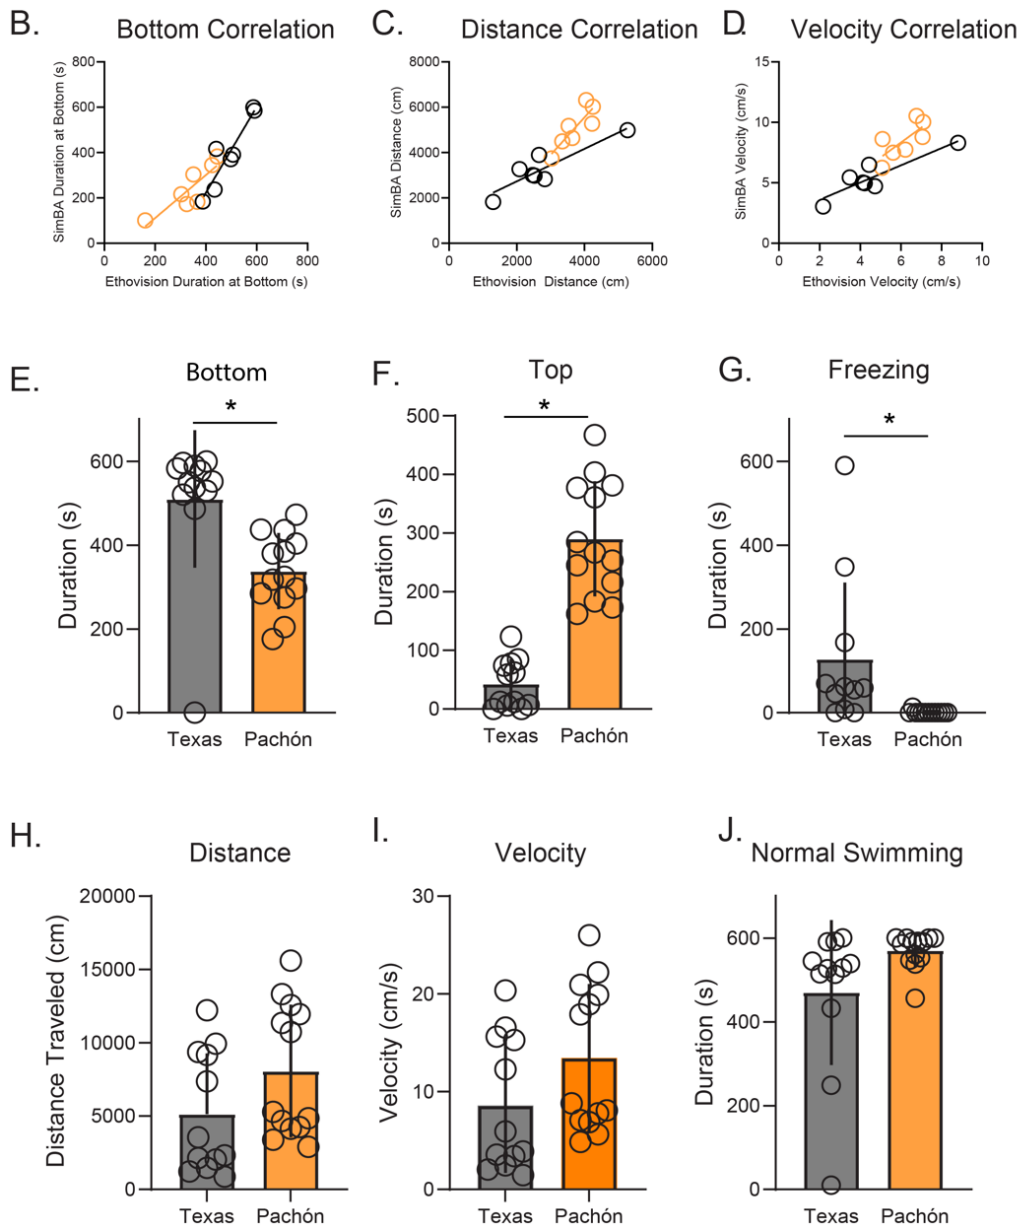 B. Bottom Correlation
SimBA Duration at Bottom (s)
800
600
400
200
0
0 200 400 600 800
Ethovision Duration at Bottom (s)
C. Distance Correlation
SimBA Distance (cm)
8000
6000
4000
2000
0
0 2000 4000 6000
Ethovision Distance (cm)
D. Velocity Correlation
SimBA Velocity (cm/s)
15
10
5
0
0 2 4 6 8 10
Ethovision Velocity (cm/s)
E. Bottom
*
Duration (s)
600
400
200
0
Texas Pachón
F. Top
*
Duration (s)
500
400
300
200
100
0
Texas Pachón
G. Freezing
*
Duration (s)
600
400
200
0
Texas Pachón
H. Distance
Distance Traveled (cm)
20000
15000
10000
5000
0
Texas Pachón
I. Velocity
Velocity (cm/s)
30
20
10
0
Texas Pachón
J. Normal Swimming
Duration (s)
600
400
200
0
Texas Pachón